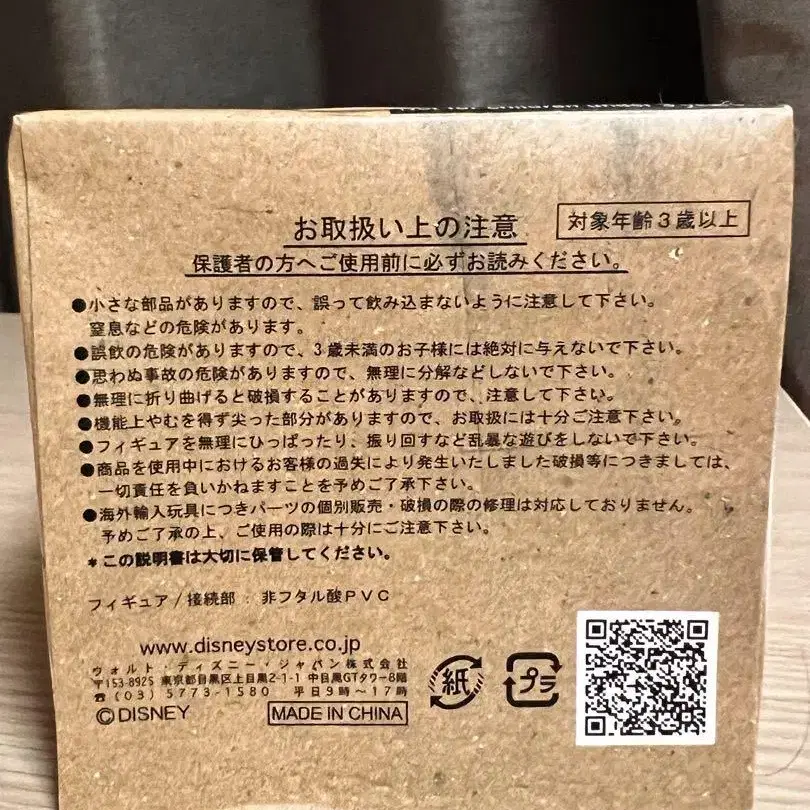 お取扱い上の注意
対象年齢3歳以上
保護者の方へご使用前に必ずお読みください。
●小さな部品がありますので、誤って飲み込まないように注意して下さい。
窒息などの危険があります。
●誤飲の危険がありますので、3歳未満のお子様には絶対に与えないで下さい。
●思わぬ事故の危険がありますので、無理に分解などしないで下さい。
●無理に折り曲げると破損することがありますので、注意して下さい。
●機能上やむを得ず尖った部分がありますので、お取扱には十分ご注意下さい。
●フィギュアを無理にひっぱったり、振り回すなど乱暴な遊びをしないで下さい。
●商品を使用中におけるお客様の過失により発生いたしました破損等につきましては、
一切責任を負いかねますことを予めご了承下さい。
●海外輸入玩具につきパーツの個別販売・破損の際の修理は対応しておりません。
予めご了承の上、ご使用の際は十分にご注意下さい。
*この説明書は大切に保管してください。
フィギュア/接続部:非フタル酸PVC
www.disneystore.co.jp
ウォルト・ディズニー・ジャパン株式会社
〒153-8925 東京都目黒区上目黒2-1-1 中目黒GTタワー8階
☎(03)5773-1580 平日9時〜17時
©DISNEY
MADE IN CHINA
紙
プラ